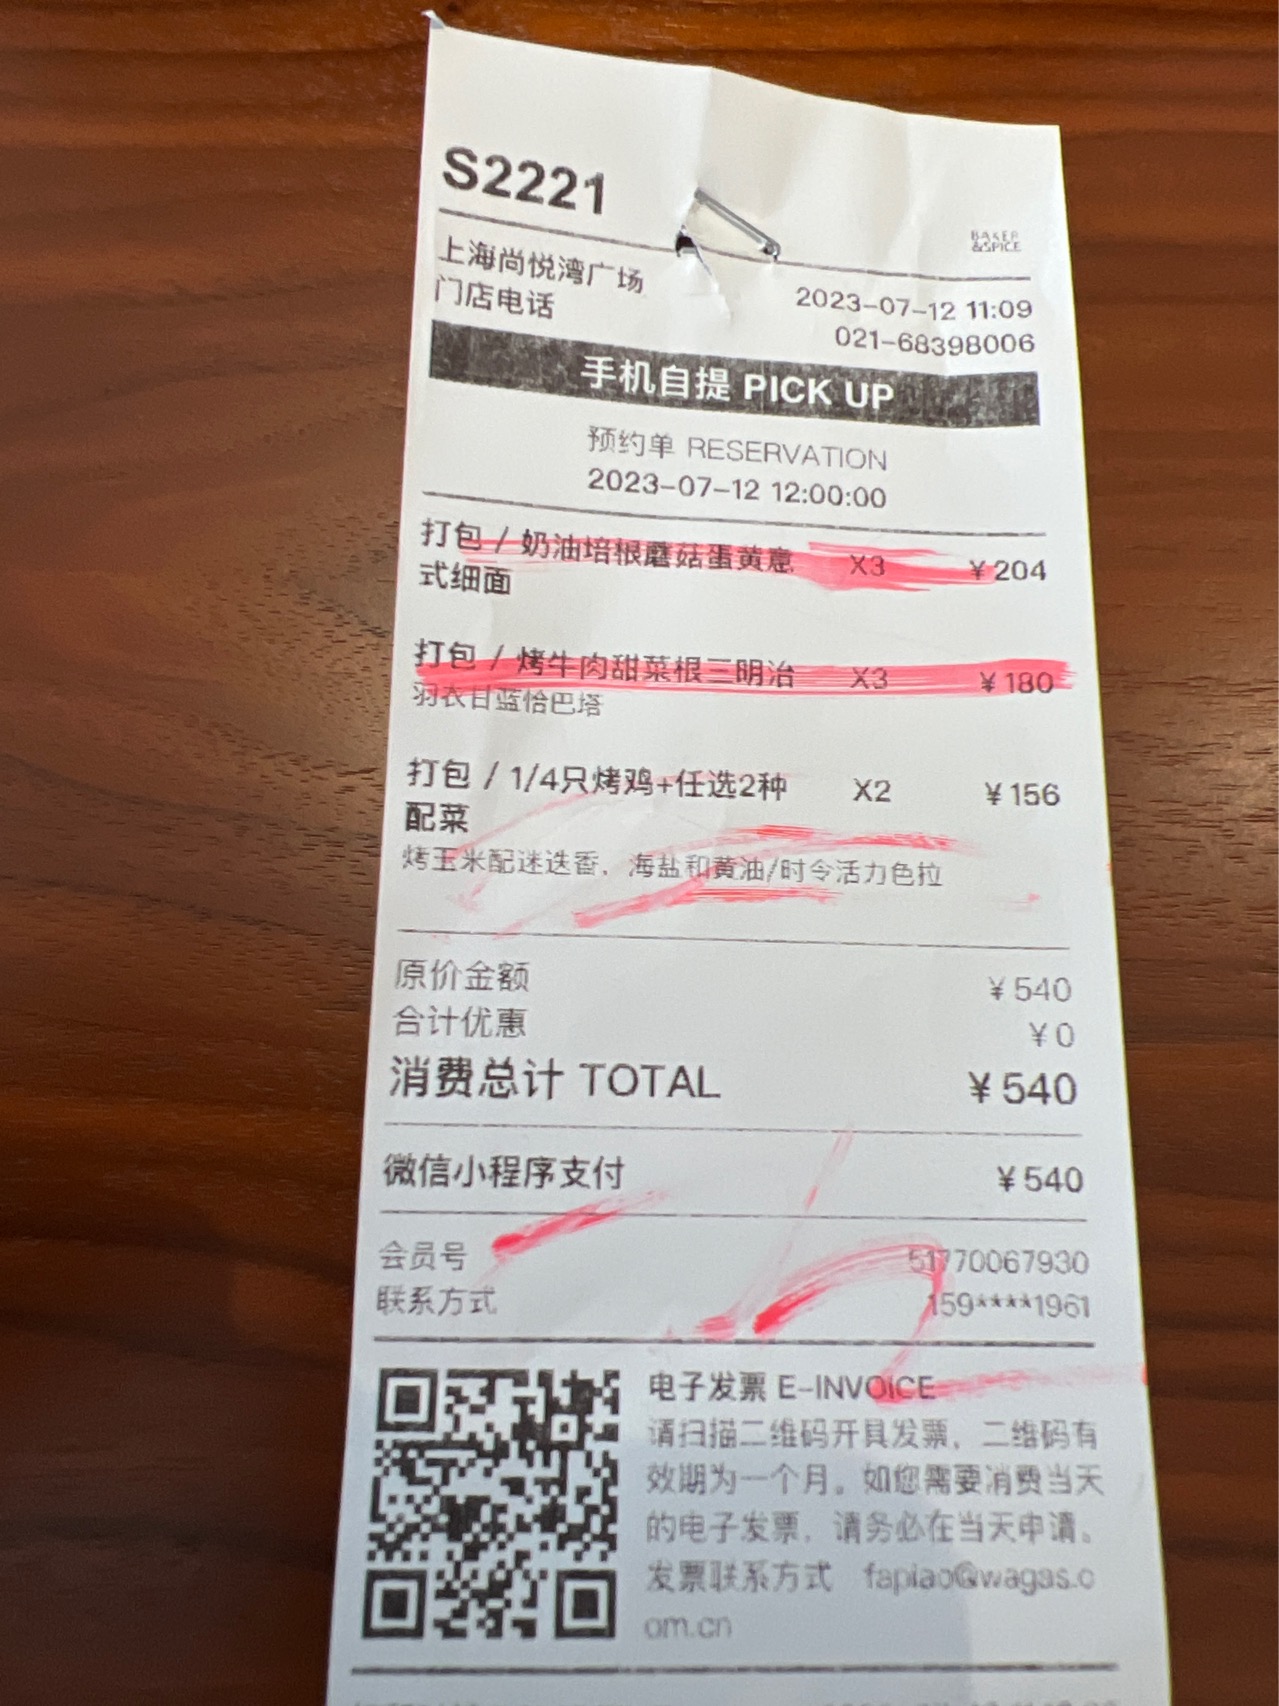 S2221
BAKER
&SPICE
上海尚悦湾广场 2023-07-12 11:09
门店电话 021-68398006
手机自提 PICK UP
预约单 RESERVATION
2023-07-12 12:00:00
打包 / 奶油培根蘑菇蛋黄意 X3 ¥204
式细面
打包 / 烤牛肉甜菜根三明治 X3 ¥180
羽衣甘蓝恰巴塔
打包 / 1/4只烤鸡+任选2种 X2 ¥156
配菜
烤玉米配迷迭香，海盐和黄油/时令活力色拉
原价金额 ¥540
合计优惠 ¥0
消费总计 TOTAL ¥540
微信小程序支付 ¥540
会员号 51770067930
联系方式 159****1961
电子发票 E-INVOICE
请扫描二维码开具发票，二维码有
效期为一个月。如您需要消费当天
的电子发票，请务必在当天申请。
发票联系方式 fapiao@wagas.c
om.cn